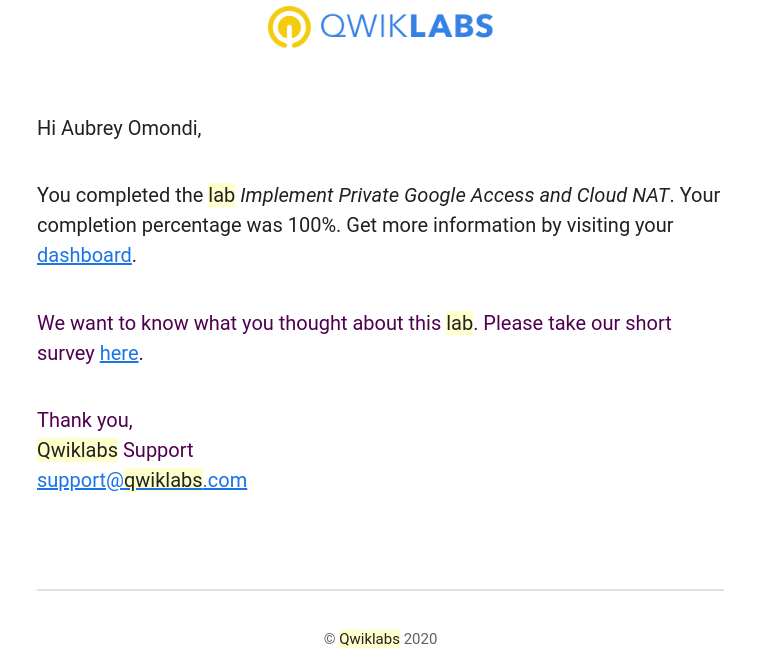 QWIKLABS
Hi Aubrey Omondi,
You completed the lab Implement Private Google Access and Cloud NAT. Your
completion percentage was 100%. Get more information by visiting your
dashboard.
We want to know what you thought about this lab. Please take our short
survey here.
Thank you,
Qwiklabs Support
support@qwiklabs.com
© Qwiklabs 2020